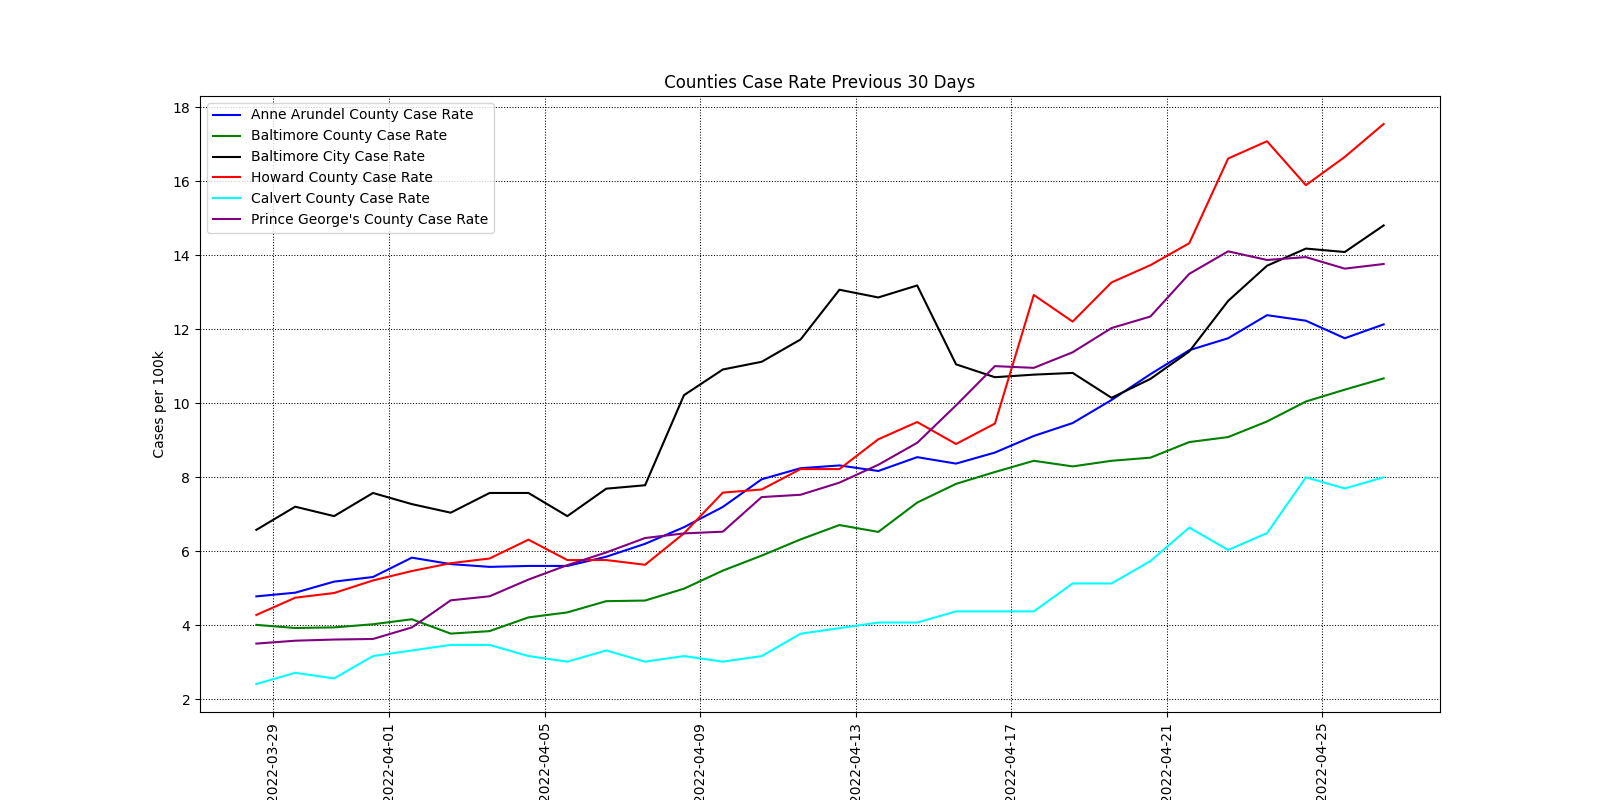 Counties Case Rate Previous 30 Days
18
16
14
12
10
8
6
4
2
Cases per 100k
Anne Arundel County Case Rate
Baltimore County Case Rate
Baltimore City Case Rate
Howard County Case Rate
Calvert County Case Rate
Prince George's County Case Rate
2022-03-29
2022-04-01
2022-04-05
2022-04-09
2022-04-13
2022-04-17
2022-04-21
2022-04-25